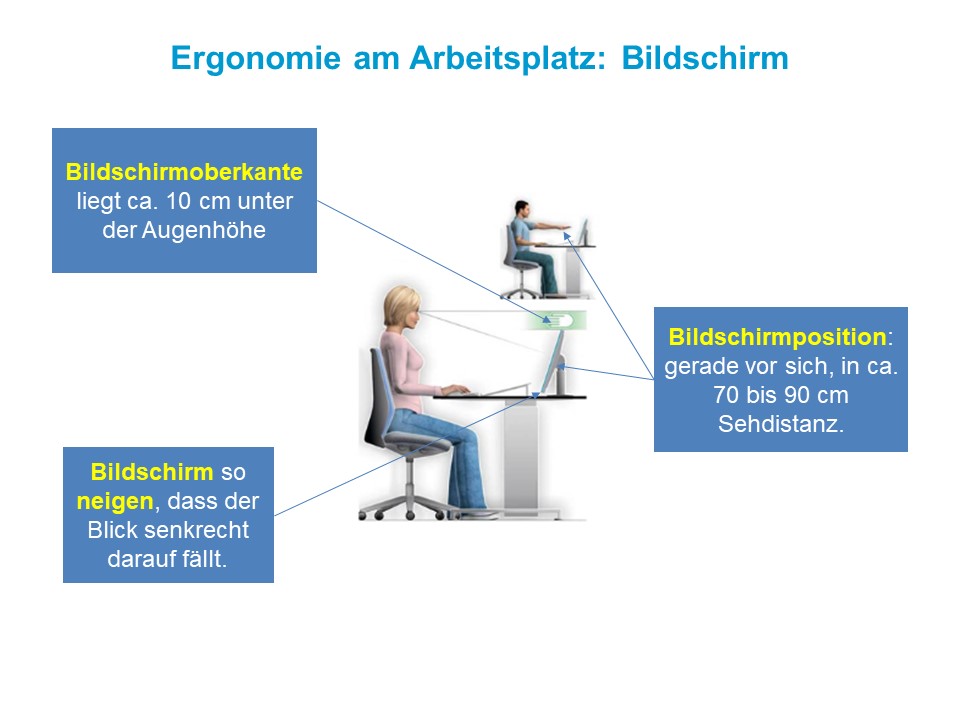 Ergonomie am Arbeitsplatz: Bildschirm
Bildschirmoberkante
liegt ca. 10 cm unter
der Augenhöhe
Bildschirmposition:
gerade vor sich, in ca.
70 bis 90 cm
Sehdistanz.
Bildschirm so
neigen, dass der
Blick senkrecht
darauf fällt.